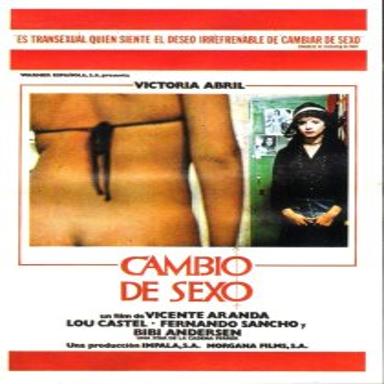 "ES TRANSEXUAL QUIEN SIENTE EL DESEO IRREFRENABLE DE CAMBIAR DE SEXO"
WARNER ESPAÑOLA, S.A. presenta
VICTORIA ABRIL
CAMBIO
DE SEXO
un film de VICENTE ARANDA
LOU CASTEL · FERNANDO SANCHO y
BIBI ANDERSEN
Una producción IMPALA, S.A. MORGANA FILMS, S.A.